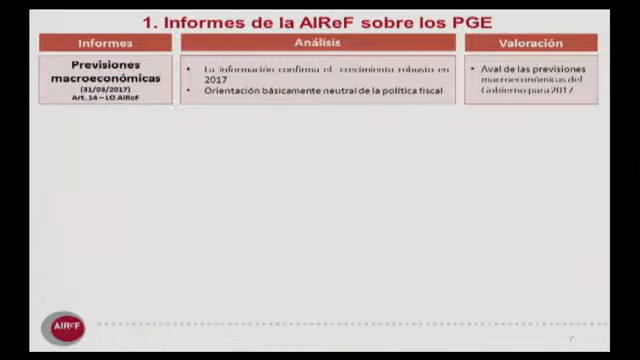 1. Informes de la AIReF sobre los PGE
Informes
Análisis
Valoración
Previsiones
macroeconómicas
(31/03/2017)
Art. 14 – LO AIReF
• La información confirma el crecimiento robusto en
2017
• Orientación básicamente neutral de la política fiscal
• Aval de las previsiones
macroeconómicas del
Gobierno para 2017
AIReF
7